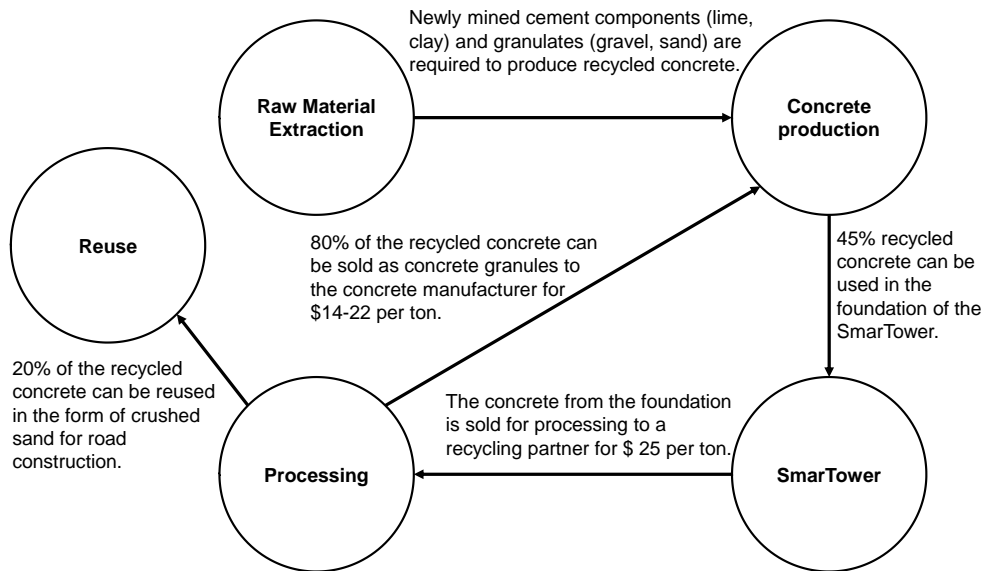 Newly mined cement components (lime,
clay) and granulates (gravel, sand) are
required to produce recycled concrete.
Raw Material
Extraction
Concrete
production
Reuse
80% of the recycled concrete can
be sold as concrete granules to
the concrete manufacturer for
$14-22 per ton.
45% recycled
concrete can be
used in the
foundation of the
SmarTower.
20% of the recycled
concrete can be reused
in the form of crushed
sand for road
construction.
The concrete from the foundation
is sold for processing to a
recycling partner for $ 25 per ton.
Processing
SmarTower